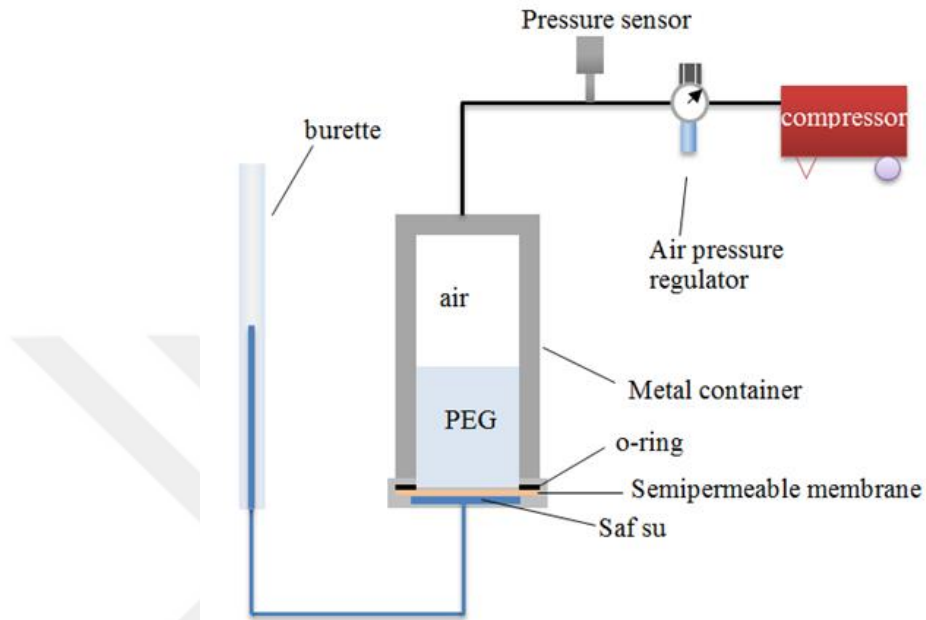 Pressure sensor
burette
compressor
Air pressure
regulator
air
Metal container
PEG
o-ring
Semipermeable membrane
Saf su